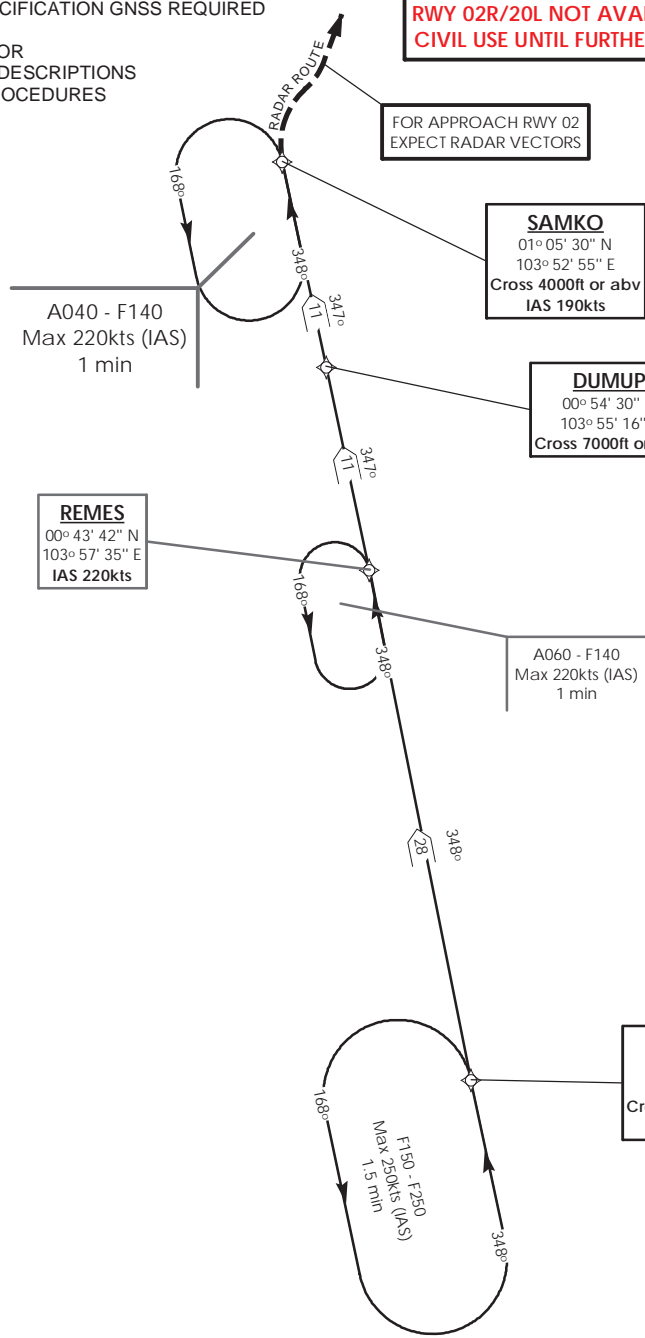 CIFICATION GNSS REQUIRED
OR
DESCRIPTIONS
OCEDURES
RWY 02R/20L NOT AVA
CIVIL USE UNTIL FURTHE
RADAR ROUTE
FOR APPROACH RWY 02
EXPECT RADAR VECTORS
168°
348°
SAMKO
01° 05' 30" N
103° 52' 55" E
Cross 4000ft or abv
IAS 190kts
A040 - F140
Max 220kts (IAS)
1 min
11
347°
DUMUP
00° 54' 30"
103° 55' 16"
Cross 7000ft or
11
347°
REMES
00° 43' 42" N
103° 57' 35" E
IAS 220kts
168°
348°
A060 - F140
Max 220kts (IAS)
1 min
28
348°
Cr
168°
F150 - F250
Max 250kts (IAS)
1.5 min
348°